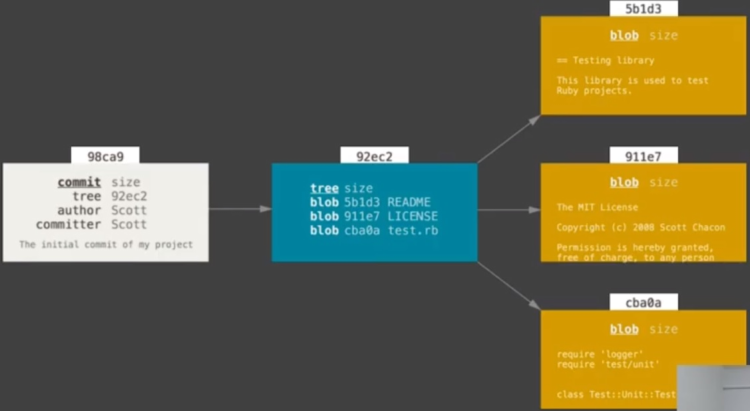 98ca9
commit size
tree 92ec2
author Scott
committer Scott
The initial commit of my project
92ec2
tree size
blob 5b1d3 README
blob 911e7 LICENSE
blob cba0a test.rb
5b1d3
blob size
== Testing library
This library is used to test
Ruby projects.
911e7
blob size
The MIT License
Copyright (c) 2008 Scott Chacon
Permission is hereby granted,
free of charge, to any person
cba0a
blob size
require 'logger'
require 'test/unit'
class Test::Unit::Test